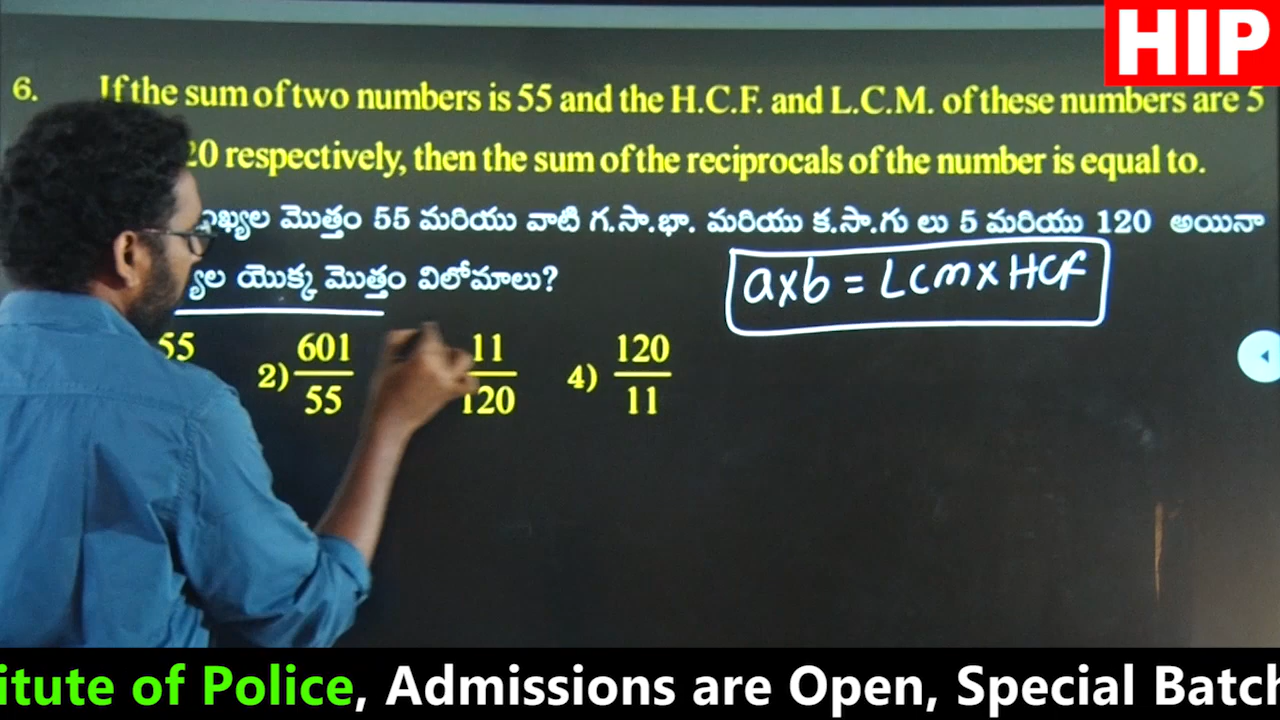 HIP
6. If the sum of two numbers is 55 and the H.C.F. and L.C.M. of these numbers are 5
20 respectively, then the sum of the reciprocals of the number is equal to.
మొత్తం 55 మరియు వాటి గ.సా.భా. మరియు క.సా.గు లు 5 మరియు 120 అయినా
యొక్క మొత్తం విలోమాలు?
a×b = LCM×HCF
55 2) 601/55 11/120 4) 120/11
itute of Police, Admissions are Open, Special Batch